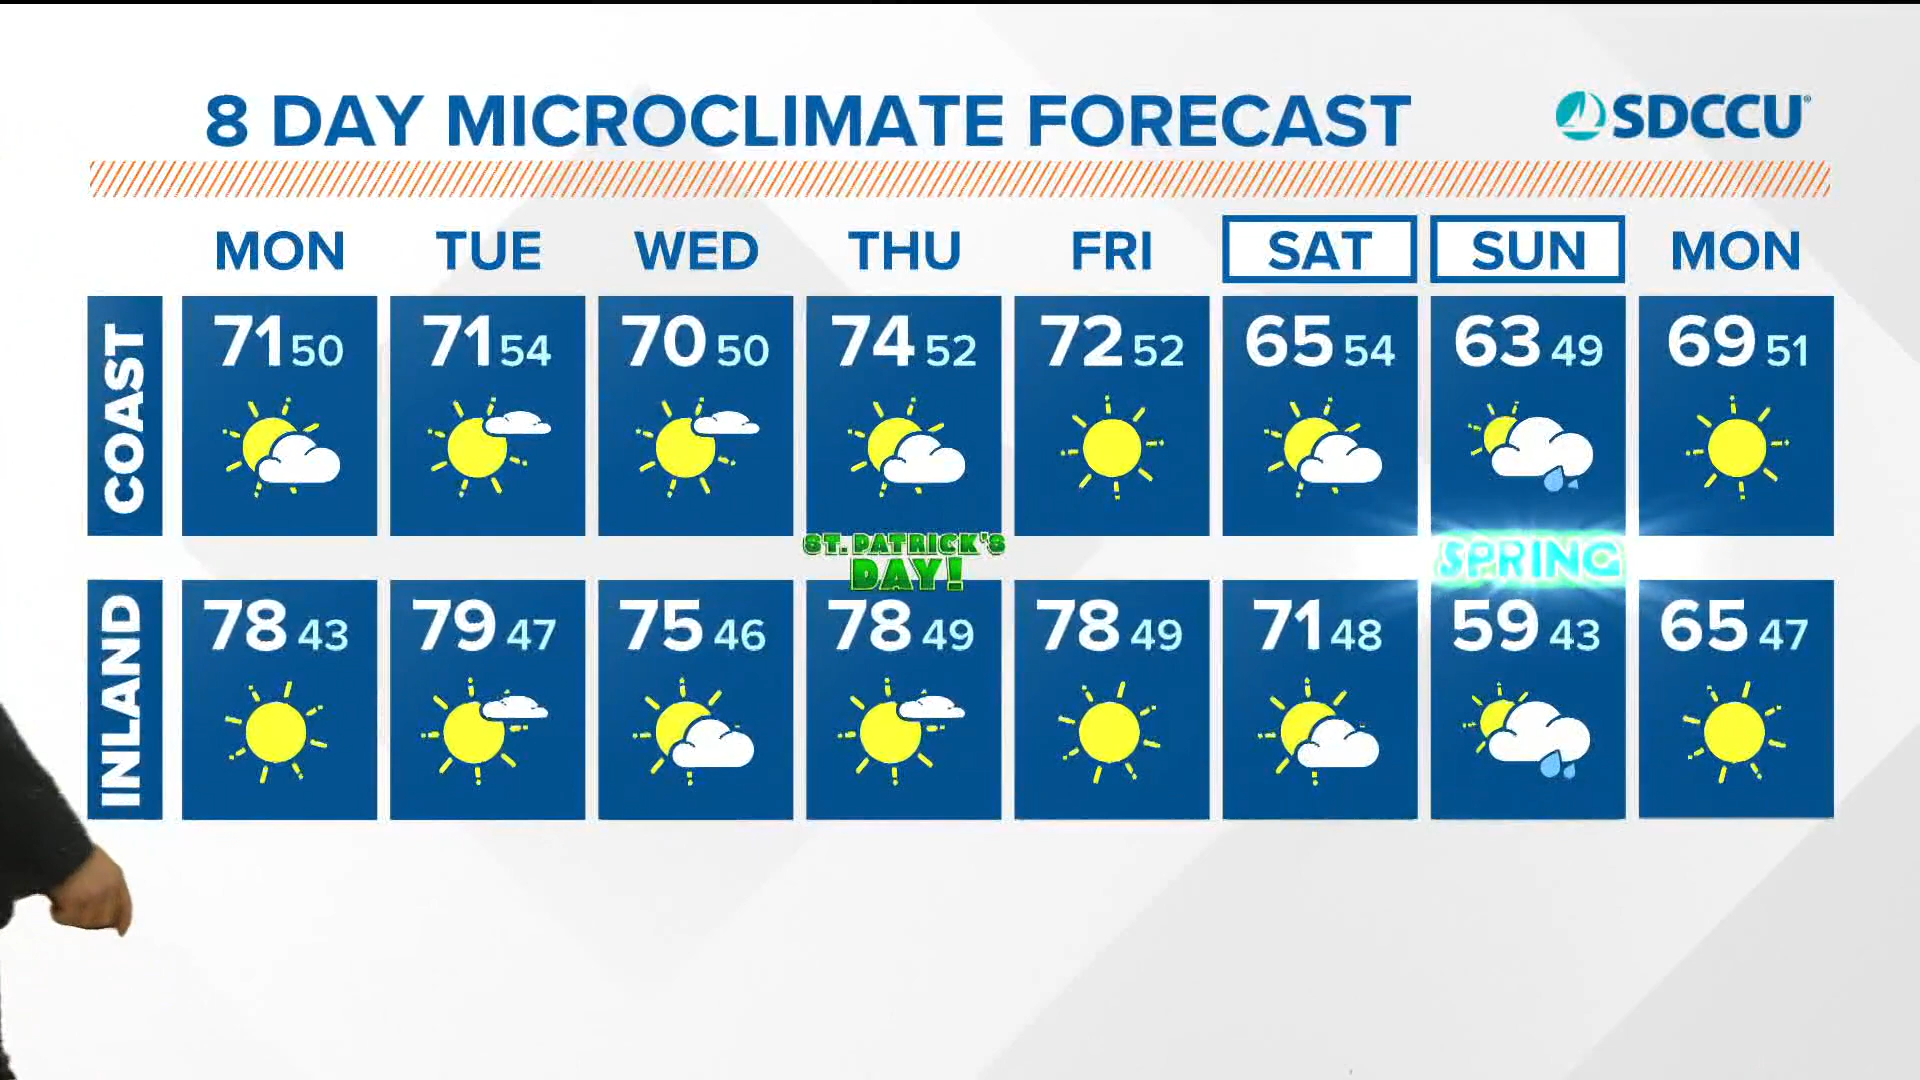 8 DAY MICROCLIMATE FORECAST
SDCCU®
MON TUE WED THU FRI SAT SUN MON
COAST
71 50 71 54 70 50 74 52 72 52 65 54 63 49 69 51
ST. PATRICK'S
DAY!
SPRING
INLAND
78 43 79 47 75 46 78 49 78 49 71 48 59 43 65 47